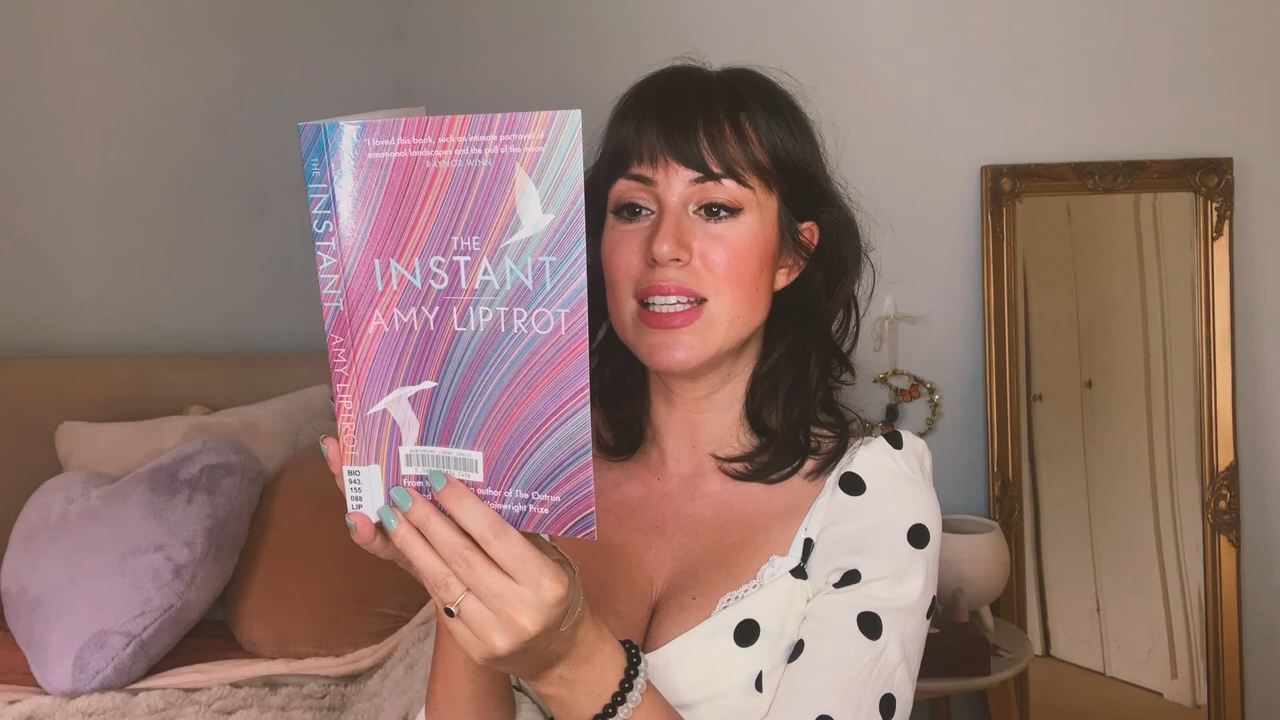 'I loved this book, such an intimate portrayal of
emotional landscapes and the pull of the moon'
RAYNOR WINN
THE
INSTANT
AMY LIPTROT
From
author of The Outrun
Wainwright Prize
THE INSTANT AMY LIPTROT
BIO
943.
155
088
LIP